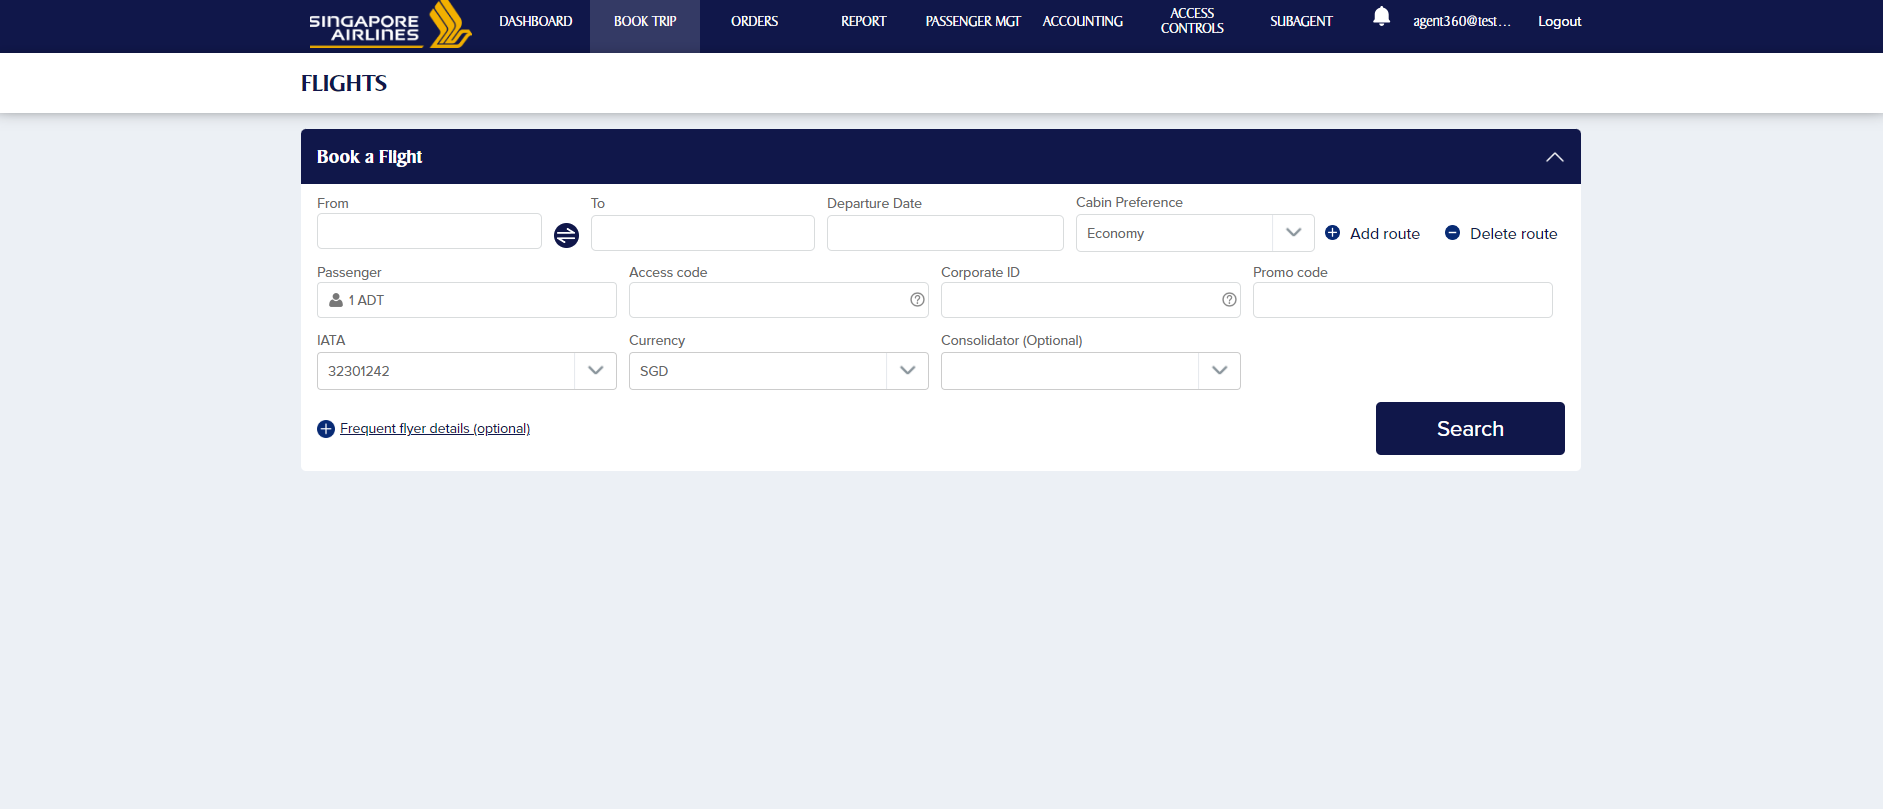 SINGAPORE
AIRLINES
DASHBOARD
BOOK TRIP
ORDERS
REPORT
PASSENGER MGT
ACCOUNTING
ACCESS
CONTROLS
SUBAGENT
agent360@test...
Logout
FLIGHTS
Book a Flight
From
To
Departure Date
Cabin Preference
Economy
Add route
Delete route
Passenger
Access code
Corporate ID
Promo code
1 ADT
IATA
Currency
Consolidator (Optional)
32301242
SGD
Frequent flyer details (optional)
Search